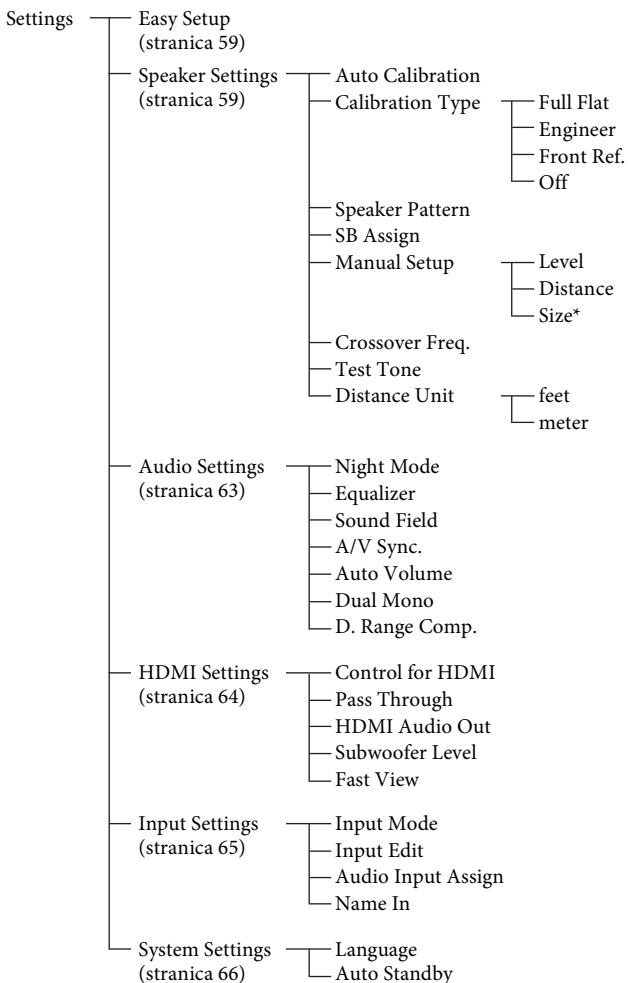 Settings
Easy Setup
(stranica 59)
Speaker Settings
(stranica 59)
Auto Calibration
Calibration Type
Full Flat
Engineer
Front Ref.
Off
Speaker Pattern
SB Assign
Manual Setup
Level
Distance
Size*
Crossover Freq.
Test Tone
Distance Unit
feet
meter
Audio Settings
(stranica 63)
Night Mode
Equalizer
Sound Field
A/V Sync.
Auto Volume
Dual Mono
D. Range Comp.
HDMI Settings
(stranica 64)
Control for HDMI
Pass Through
HDMI Audio Out
Subwoofer Level
Fast View
Input Settings
(stranica 65)
Input Mode
Input Edit
Audio Input Assign
Name In
System Settings
(stranica 66)
Language
Auto Standby